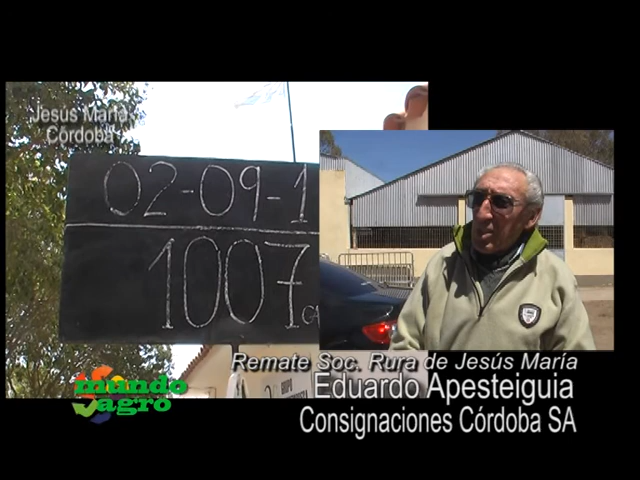 Jesús María
Córdoba
02-09-1
1007
Remate Soc. Rura de Jesús María
Eduardo Apesteiguia
Consignaciones Córdoba SA
mundo
agro